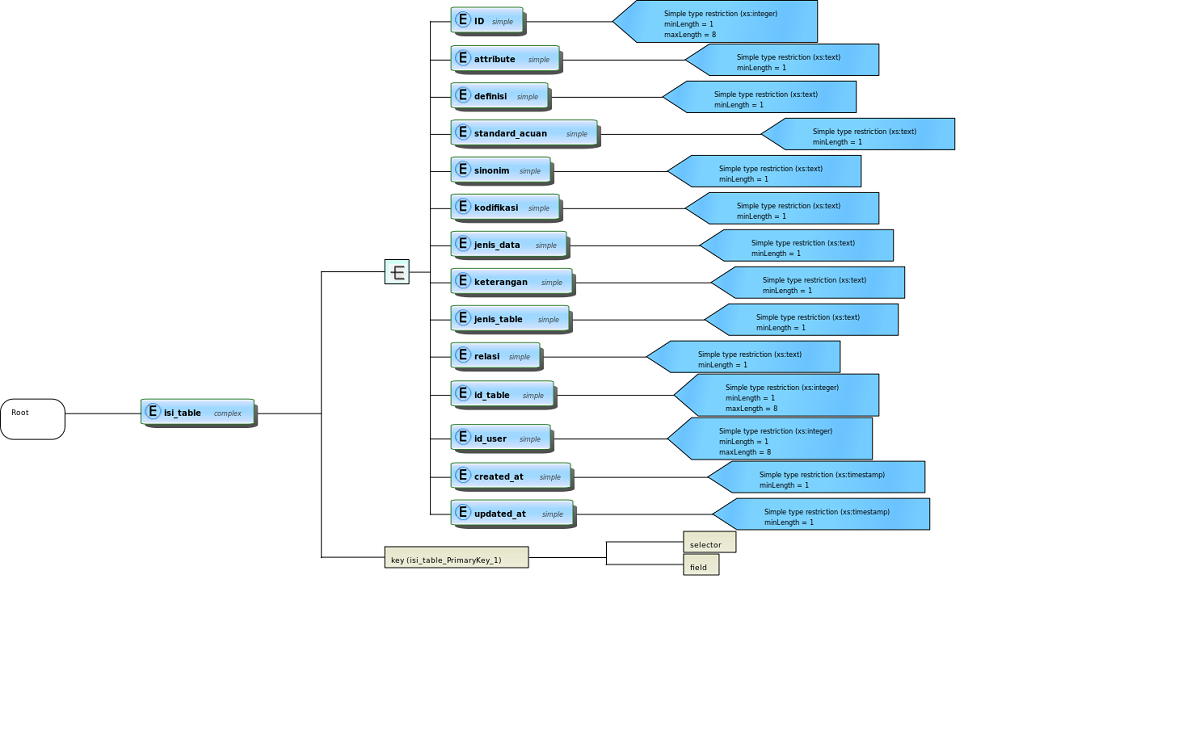 E ID simple
Simple type restriction (xs:integer)
minLength = 1
maxLength = 8
E attribute simple
Simple type restriction (xs:text)
minLength = 1
E definisi simple
Simple type restriction (xs:text)
minLength = 1
E standard_acuan simple
Simple type restriction (xs:text)
minLength = 1
E sinonim simple
Simple type restriction (xs:text)
minLength = 1
E kodifikasi simple
Simple type restriction (xs:text)
minLength = 1
E jenis_data simple
Simple type restriction (xs:text)
minLength = 1
E keterangan simple
Simple type restriction (xs:text)
minLength = 1
E jenis_table simple
Simple type restriction (xs:text)
minLength = 1
E relasi simple
Simple type restriction (xs:text)
minLength = 1
E id_table simple
Simple type restriction (xs:integer)
minLength = 1
maxLength = 8
Root
E isi_table complex
E id_user simple
Simple type restriction (xs:integer)
minLength = 1
maxLength = 8
E created_at simple
Simple type restriction (xs:timestamp)
minLength = 1
E updated_at simple
Simple type restriction (xs:timestamp)
minLength = 1
key (isi_table_PrimaryKey_1)
selector
field